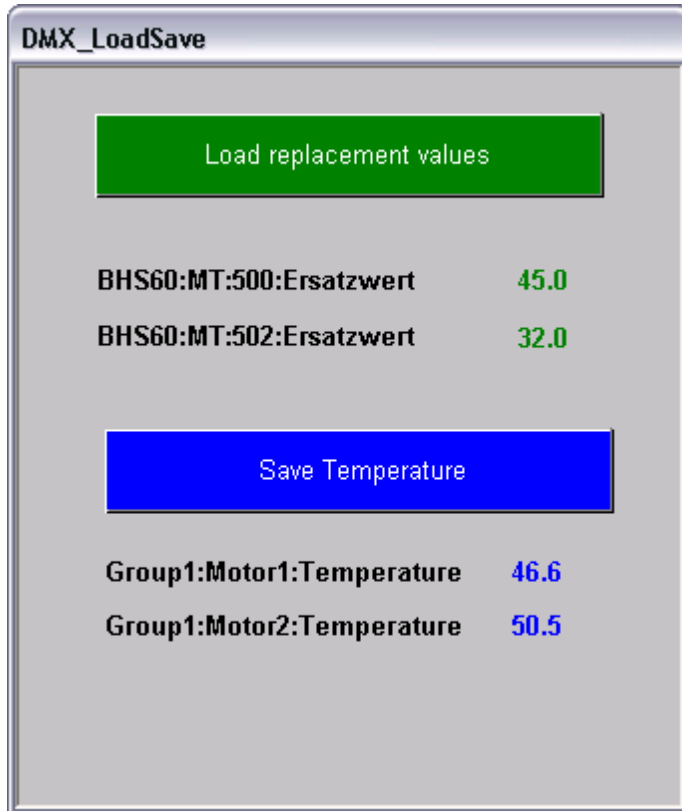 DMX_LoadSave
Load replacement values
BHS60:MT:500:Ersatzwert 45.0
BHS60:MT:502:Ersatzwert 32.0
Save Temperature
Group1:Motor1:Temperature 46.6
Group1:Motor2:Temperature 50.5